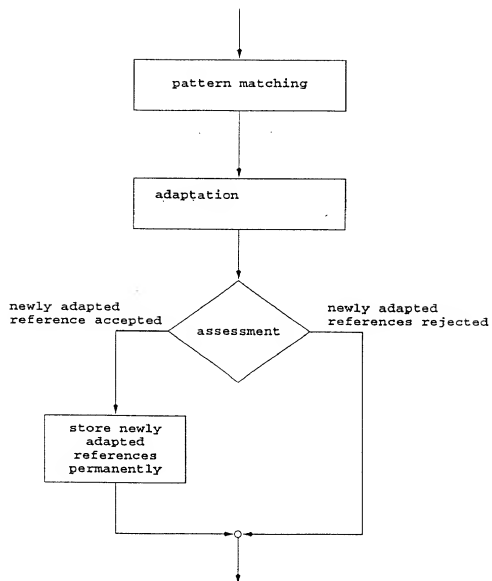 pattern matching
adaptation
newly adapted
reference accepted
assessment
newly adapted
references rejected
store newly
adapted
references
permanently